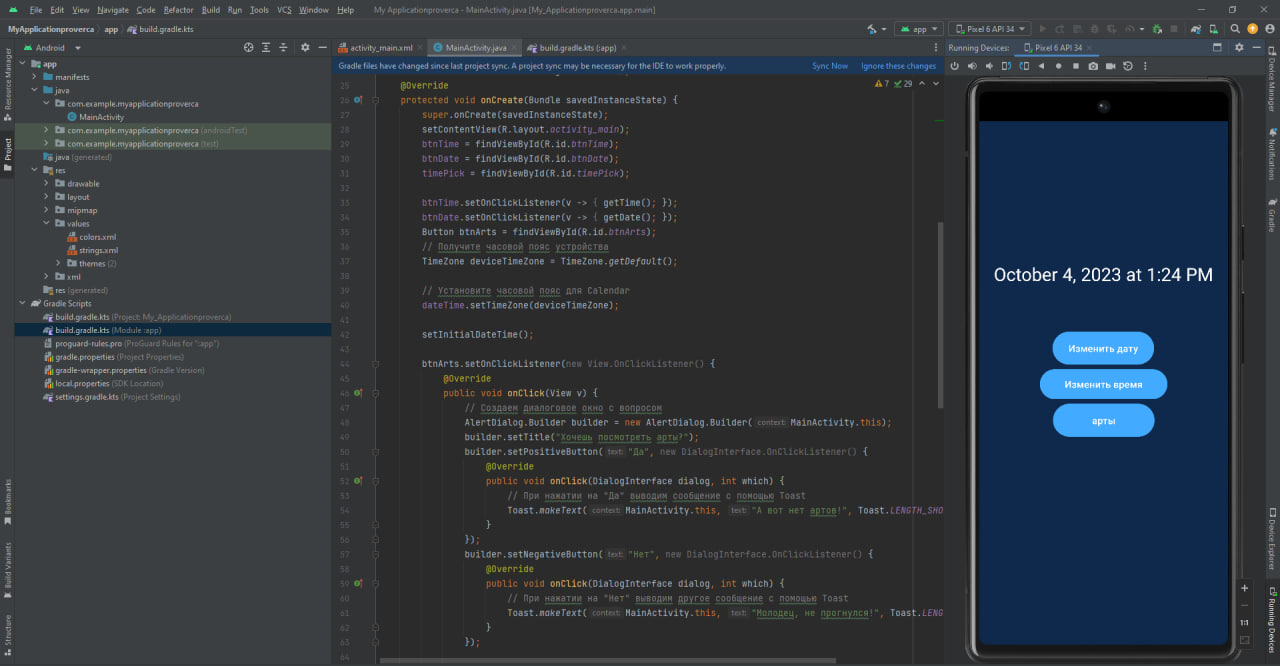 File Edit View Navigate Code Refactor Build Run Tools VCS Window Help My Applicationproverca - MainActivity.java [My_Applicationproverca.app.main]
MyApplicationproverca app build.gradle.kts
app Pixel 6 API 34
Android
activity_main.xml MainActivity.java build.gradle.kts (:app)
Running Devices: Pixel 6 API 34
Gradle files have changed since last project sync. A project sync may be necessary for the IDE to work properly. Sync Now Ignore these changes
Resource Manager
Project
Bookmarks
Build Variants
Structure
app
manifests
java
com.example.myapplicationproverca
MainActivity
com.example.myapplicationproverca (androidTest)
com.example.myapplicationproverca (test)
java (generated)
res
drawable
layout
mipmap
values
colors.xml
strings.xml
themes (2)
xml
res (generated)
Gradle Scripts
build.gradle.kts (Project: My_Applicationproverca)
build.gradle.kts (Module :app)
proguard-rules.pro (ProGuard Rules for ":app")
gradle.properties (Project Properties)
gradle-wrapper.properties (Gradle Version)
local.properties (SDK Location)
settings.gradle.kts (Project Settings)
7 29
25 @Override
26 protected void onCreate(Bundle savedInstanceState) {
27 super.onCreate(savedInstanceState);
28 setContentView(R.layout.activity_main);
29 btnTime = findViewById(R.id.btnTime);
30 btnDate = findViewById(R.id.btnDate);
31 timePick = findViewById(R.id.timePick);
32
33 btnTime.setOnClickListener(v -> { getTime(); });
34 btnDate.setOnClickListener(v -> { getDate(); });
35 Button btnArts = findViewById(R.id.btnArts);
36 // Получите часовой пояс устройства
37 TimeZone deviceTimeZone = TimeZone.getDefault();
38
39 // Установите часовой пояс для Calendar
40 dateTime.setTimeZone(deviceTimeZone);
41
42 setInitialDateTime();
43
44 btnArts.setOnClickListener(new View.OnClickListener() {
45 @Override
46 public void onClick(View v) {
47 // Создаем диалоговое окно с вопросом
48 AlertDialog.Builder builder = new AlertDialog.Builder( context: MainActivity.this);
49 builder.setTitle("Хочешь посмотреть арты?");
50 builder.setPositiveButton( text: "Да", new DialogInterface.OnClickListener() {
51 @Override
52 public void onClick(DialogInterface dialog, int which) {
53 // При нажатии на "Да" выводим сообщение с помощью Toast
54 Toast.makeText( context: MainActivity.this, text: "А вот нет артов!", Toast.LENGTH_SHO
55 }
56 });
57 builder.setNegativeButton( text: "Нет", new DialogInterface.OnClickListener() {
58 @Override
59 public void onClick(DialogInterface dialog, int which) {
60 // При нажатии на "Нет" выводим другое сообщение с помощью Toast
61 Toast.makeText( context: MainActivity.this, text: "Молодец, не прогнулся!", Toast.LENG
62 }
63 });
64
October 4, 2023 at 1:24 PM
Изменить дату
Изменить время
арты
1:1
Device Manager
Notifications
Gradle
Device Explorer
Running Devices